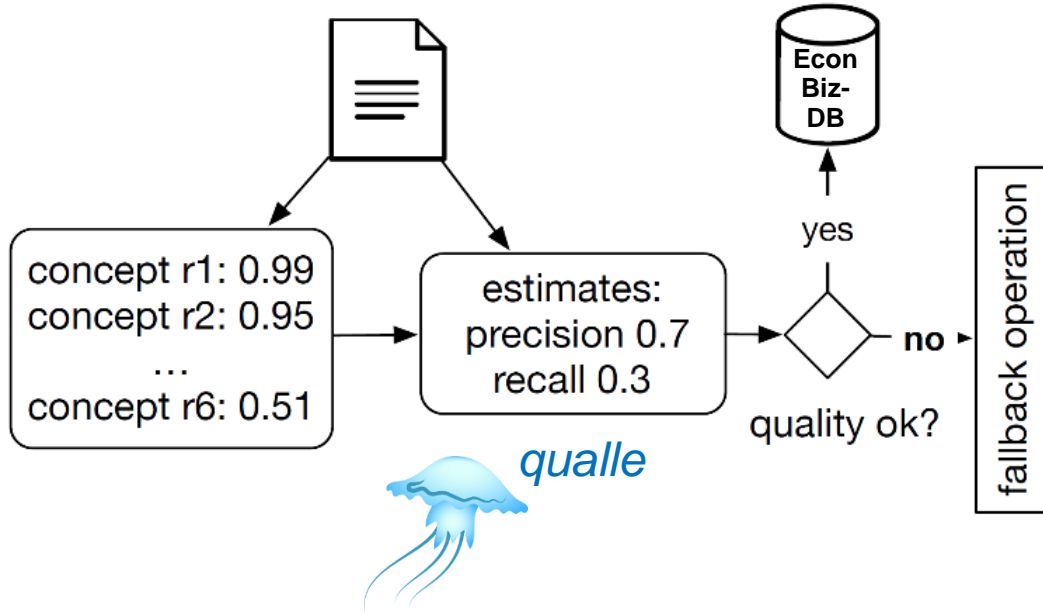 Econ
Biz-
DB
concept r1: 0.99
concept r2: 0.95
...
concept r6: 0.51
estimates:
precision 0.7
recall 0.3
yes
no
quality ok?
fallback operation
qualle